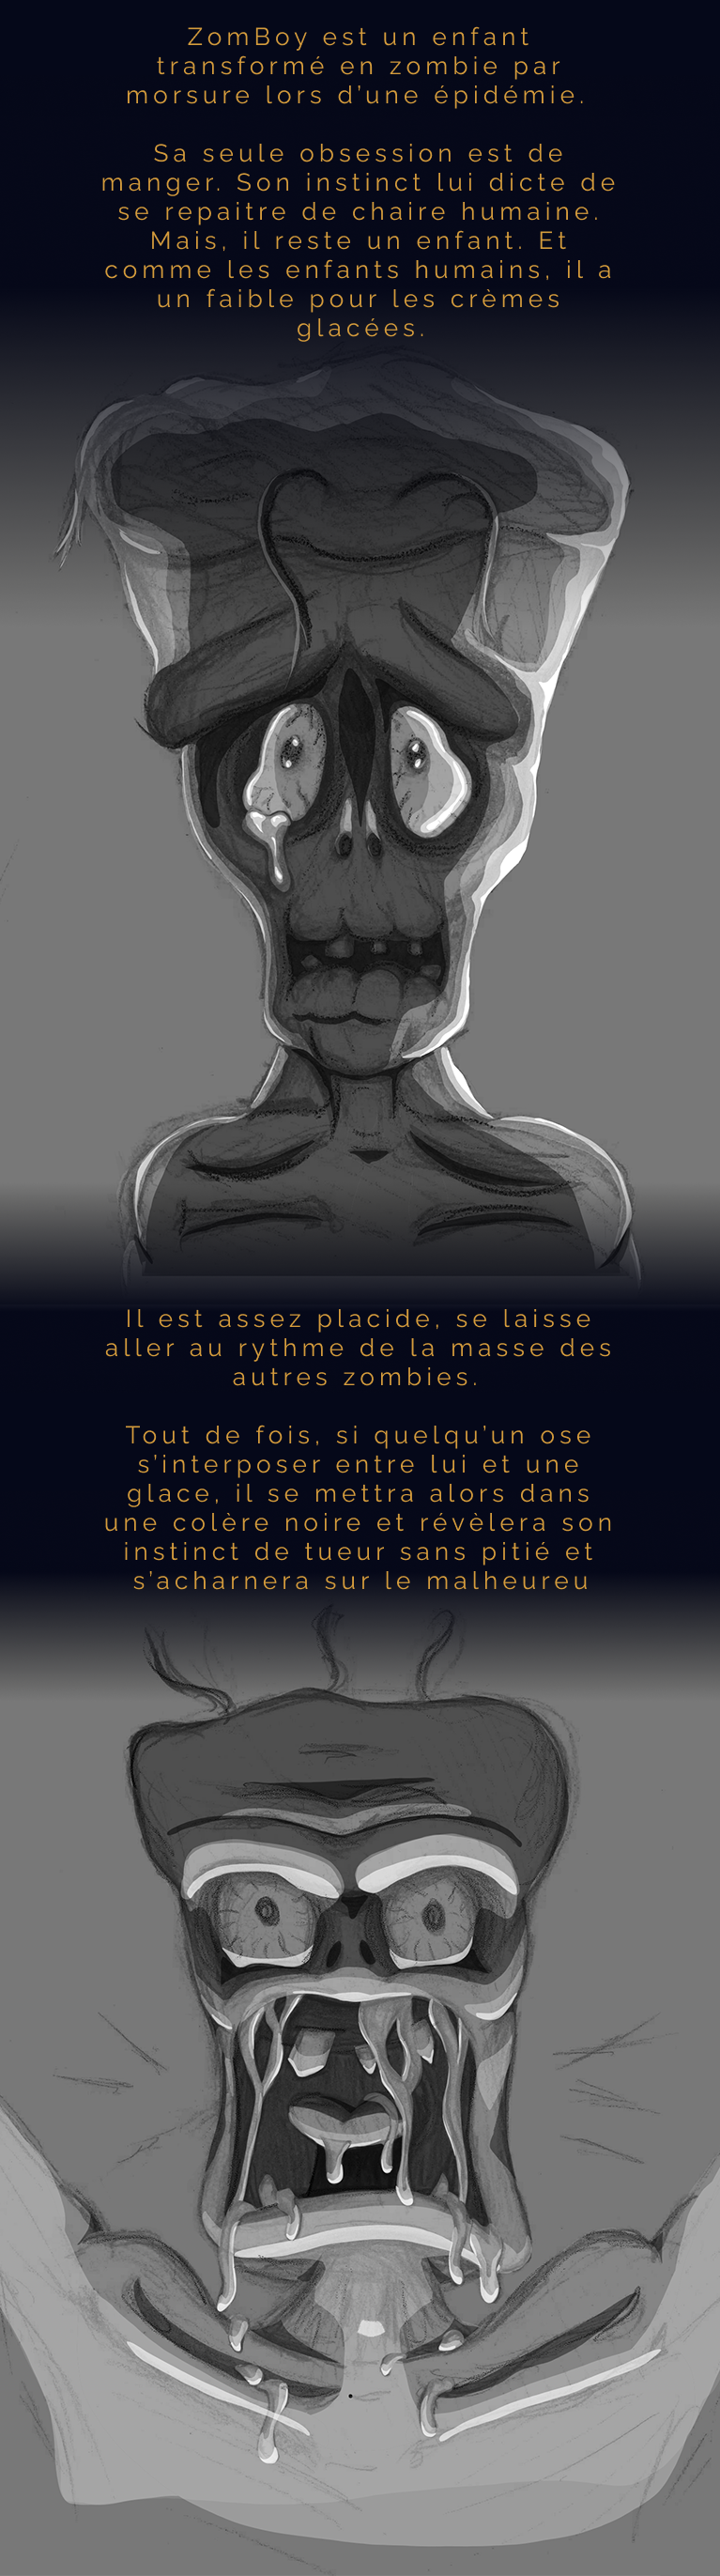 ZomBoy est un enfant
transformé en zombie par
morsure lors d’une épidémie.
Sa seule obsession est de
manger. Son instinct lui dicte de
se repaitre de chaire humaine.
Mais, il reste un enfant. Et
comme les enfants humains, il a
un faible pour les crèmes
glacées.
Il est assez placide, se laisse
aller au rythme de la masse des
autres zombies.
Tout de fois, si quelqu’un ose
s’interposer entre lui et une
glace, il se mettra alors dans
une colère noire et révèlera son
instinct de tueur sans pitié et
s’acharnera sur le malheureu